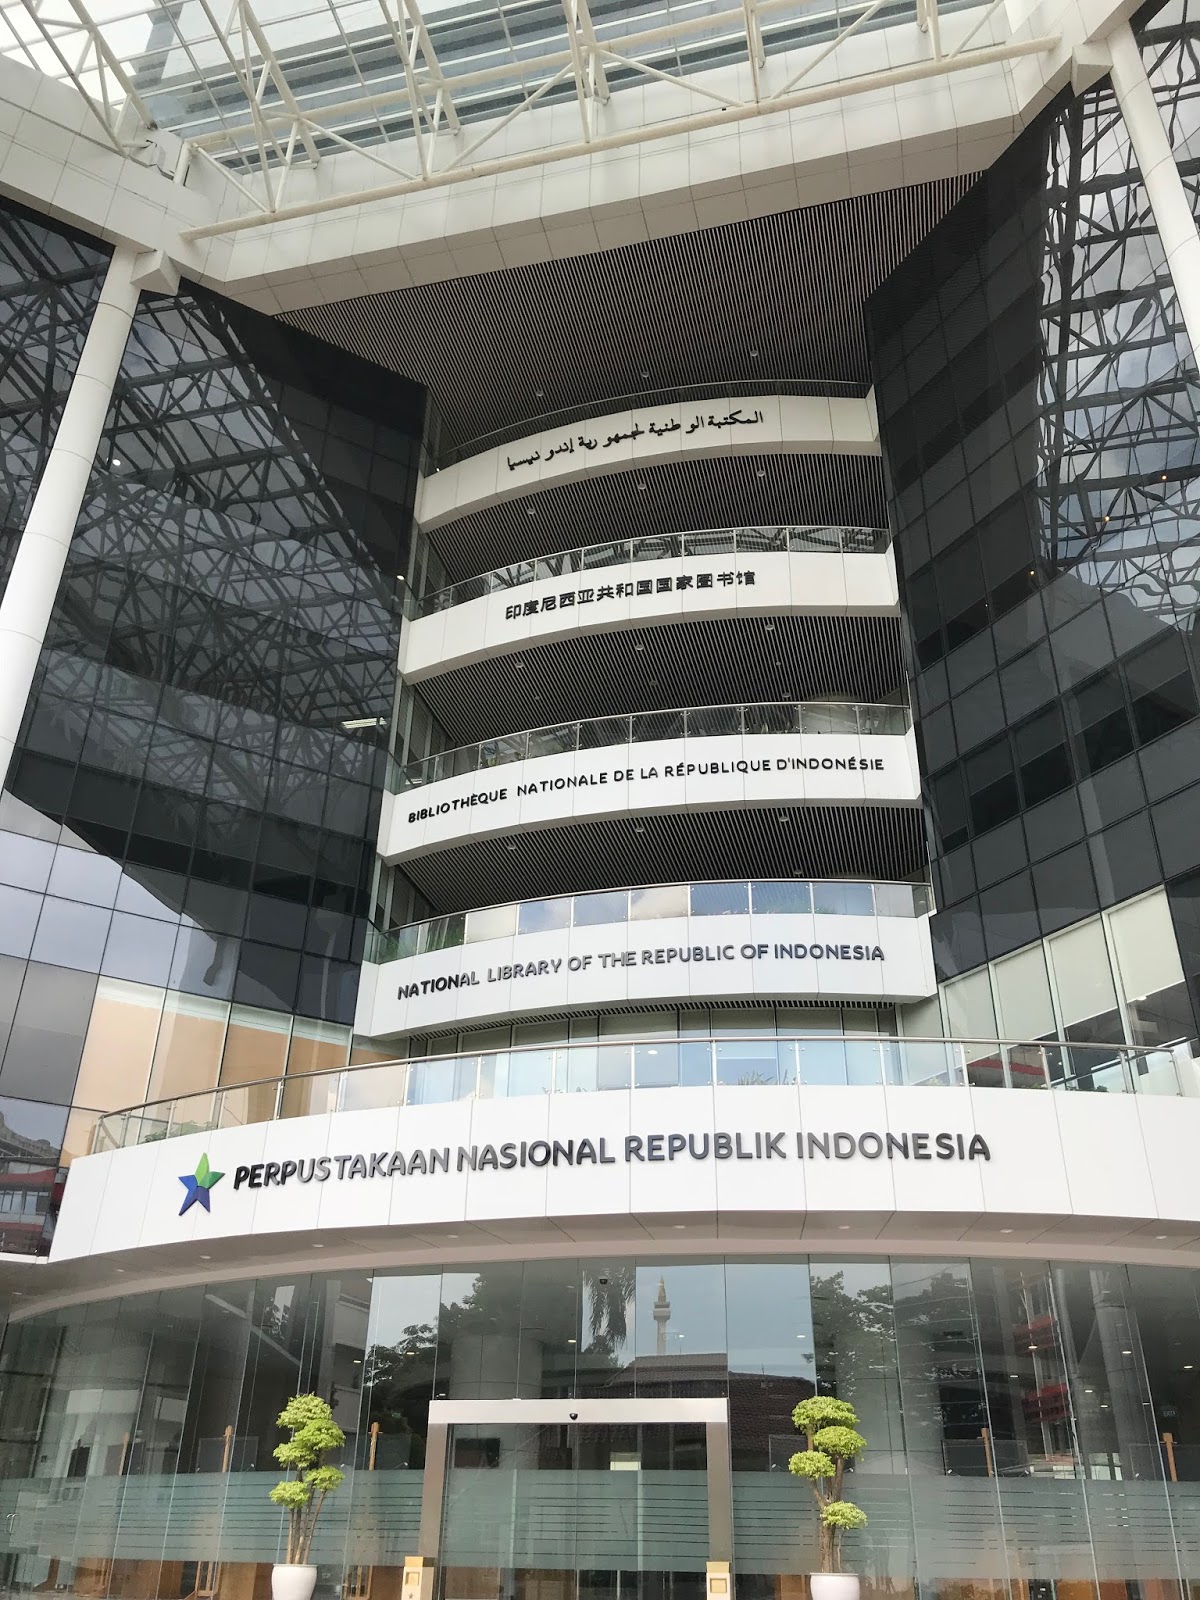 المكتبة الوطنية لجمهورية إندونيسيا
印度尼西亚共和国国家图书馆
BIBLIOTHÈQUE NATIONALE DE LA RÉPUBLIQUE D'INDONÉSIE
NATIONAL LIBRARY OF THE REPUBLIC OF INDONESIA
PERPUSTAKAAN NASIONAL REPUBLIK INDONESIA